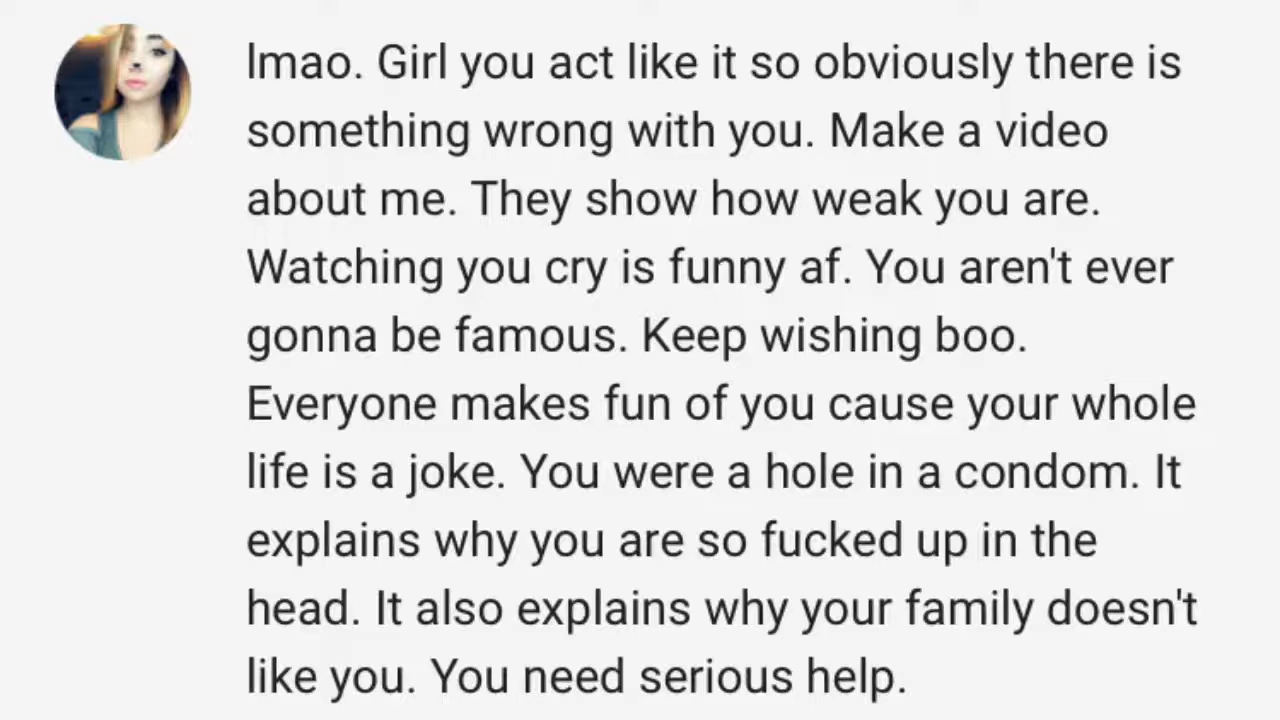 lmao. Girl you act like it so obviously there is
something wrong with you. Make a video
about me. They show how weak you are.
Watching you cry is funny af. You aren't ever
gonna be famous. Keep wishing boo.
Everyone makes fun of you cause your whole
life is a joke. You were a hole in a condom. It
explains why you are so fucked up in the
head. It also explains why your family doesn't
like you. You need serious help.